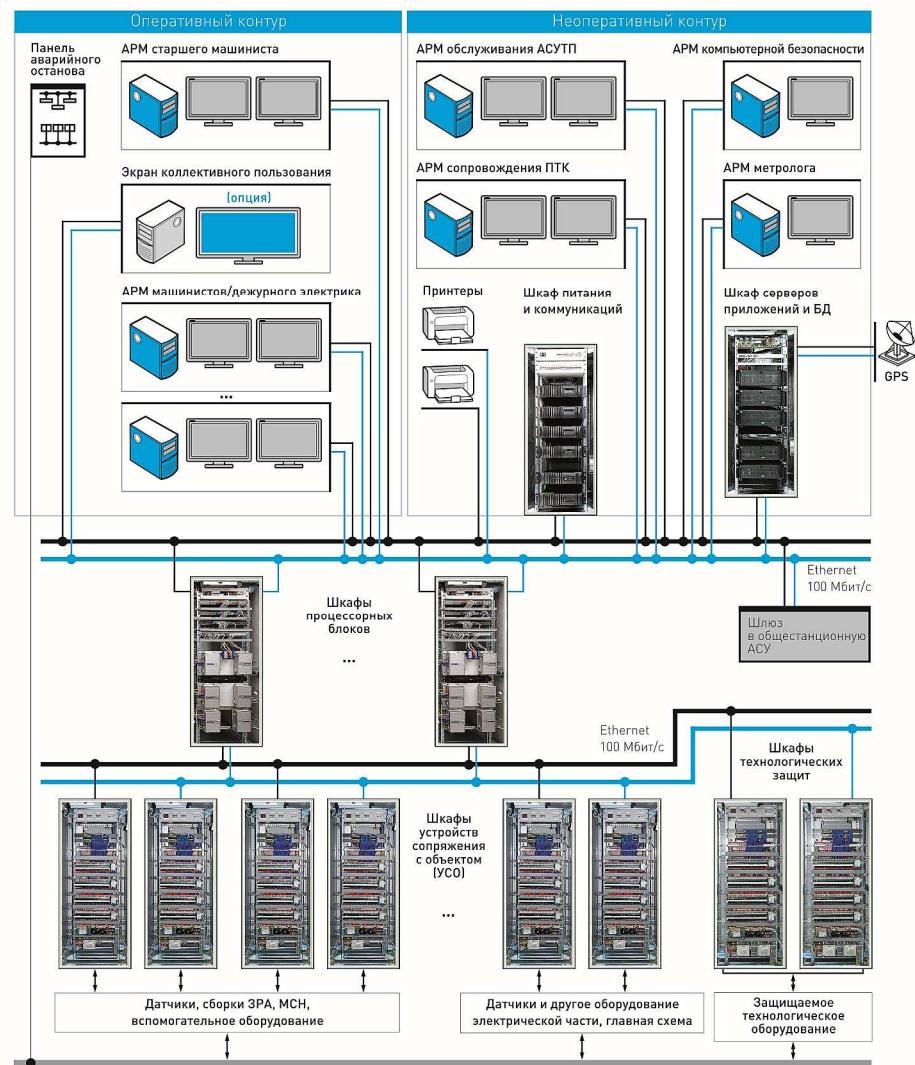 Оперативный контур
Неоперативный контур
Панель
аварийного
останова
АРМ старшего машиниста
АРМ обслуживания АСУТП
АРМ компьютерной безопасности
Экран коллективного пользования
(опция)
АРМ сопровождения ПТК
АРМ метролога
АРМ машинистов/дежурного электрика
...
Принтеры
Шкаф питания
и коммуникаций
Шкаф серверов
приложений и БД
GPS
Ethernet
100 Мбит/с
Шкафы
процессорных
блоков
...
Шлюз
в общестанционную
АСУ
Ethernet
100 Мбит/с
Шкафы
технологических
защит
Шкафы
устройств
сопряжения
с объектом
(УСО)
...
Датчики, сборки ЗРА, МСН,
вспомогательное оборудование
Датчики и другое оборудование
электрической части, главная схема
Защищаемое
технологическое
оборудование